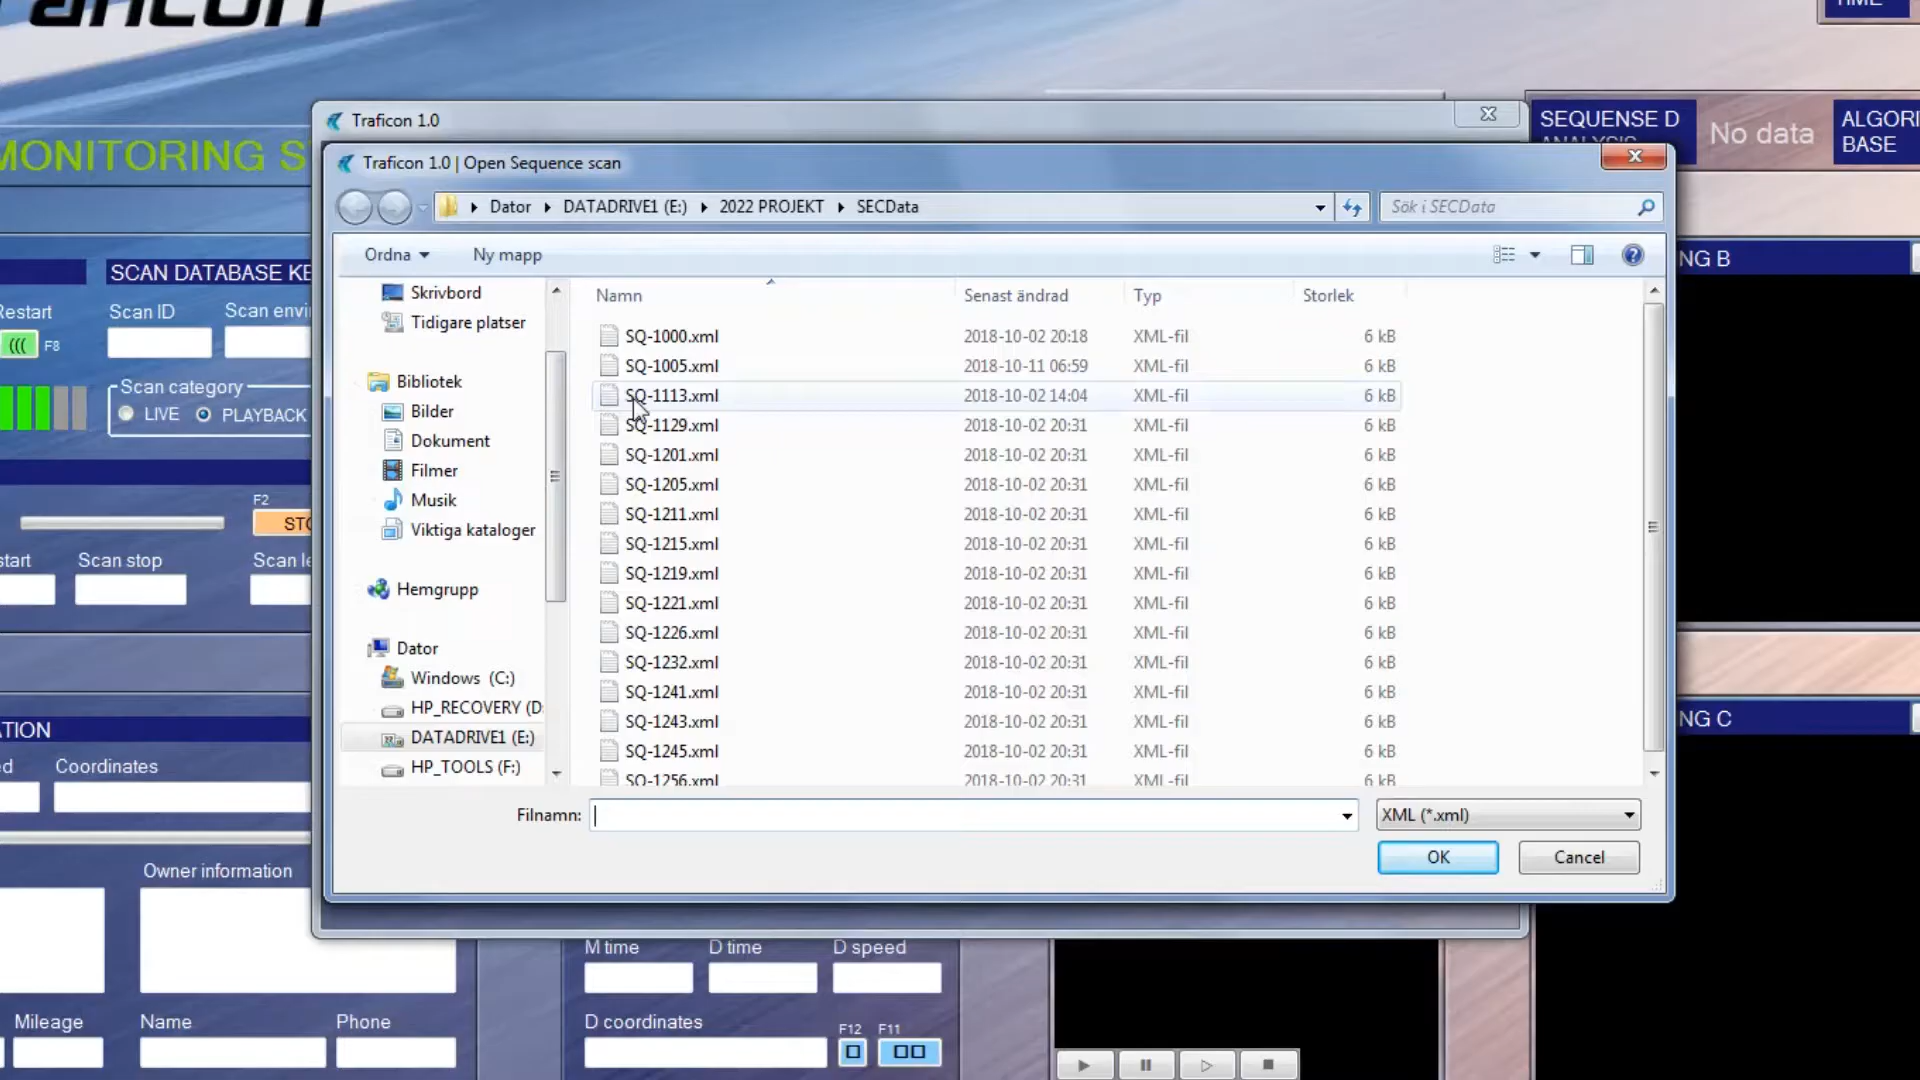 Traficon
TIME
MONITORING S
Traficon 1.0
SEQUENSE D
ANALYSIS
No data
ALGORI
BASE
Traficon 1.0 | Open Sequence scan
Dator
DATADRIVE1 (E:)
2022 PROJEKT
SECData
Sök i SECData
Ordna
Ny mapp
NG B
SCAN DATABASE KE
Restart
F8
Scan ID
Scan envi
Scan category
LIVE
PLAYBACK
F2
STO
start
Scan stop
Scan le
Skrivbord
Tidigare platser
Bibliotek
Bilder
Dokument
Filmer
Musik
Viktiga kataloger
Hemgrupp
Dator
Windows (C:)
HP_RECOVERY (D:
DATADRIVE1 (E:)
HP_TOOLS (F:)
Namn Senast ändrad Typ Storlek
SQ-1000.xml 2018-10-02 20:18 XML-fil 6 kB
SQ-1005.xml 2018-10-11 06:59 XML-fil 6 kB
SQ-1113.xml 2018-10-02 14:04 XML-fil 6 kB
SQ-1129.xml 2018-10-02 20:31 XML-fil 6 kB
SQ-1201.xml 2018-10-02 20:31 XML-fil 6 kB
SQ-1205.xml 2018-10-02 20:31 XML-fil 6 kB
SQ-1211.xml 2018-10-02 20:31 XML-fil 6 kB
SQ-1215.xml 2018-10-02 20:31 XML-fil 6 kB
SQ-1219.xml 2018-10-02 20:31 XML-fil 6 kB
SQ-1221.xml 2018-10-02 20:31 XML-fil 6 kB
SQ-1226.xml 2018-10-02 20:31 XML-fil 6 kB
SQ-1232.xml 2018-10-02 20:31 XML-fil 6 kB
SQ-1241.xml 2018-10-02 20:31 XML-fil 6 kB
SQ-1243.xml 2018-10-02 20:31 XML-fil 6 kB
SQ-1245.xml 2018-10-02 20:31 XML-fil 6 kB
SQ-1256.xml 2018-10-02 20:31 XML-fil 6 kB
NG C
Filnamn:
XML (*.xml)
OK
Cancel
ATION
d
Coordinates
Owner information
Mileage
Name
Phone
M time
D time
D speed
D coordinates
F12
F11